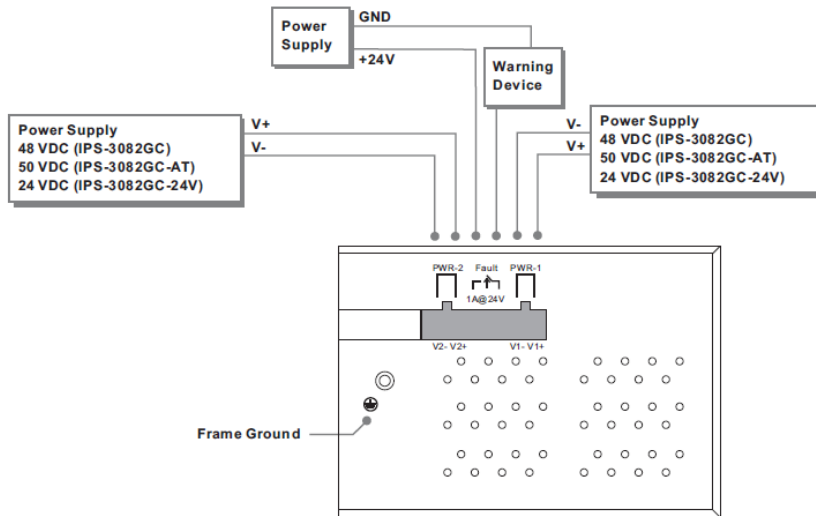 Power
Supply
GND
+24V
Warning
Device
Power Supply
48 VDC (IPS-3082GC)
50 VDC (IPS-3082GC-AT)
24 VDC (IPS-3082GC-24V)
V+
V-
V-
V+
Power Supply
48 VDC (IPS-3082GC)
50 VDC (IPS-3082GC-AT)
24 VDC (IPS-3082GC-24V)
PWR-2 Fault PWR-1
1A@24V
V2- V2+ V1- V1+
Frame Ground